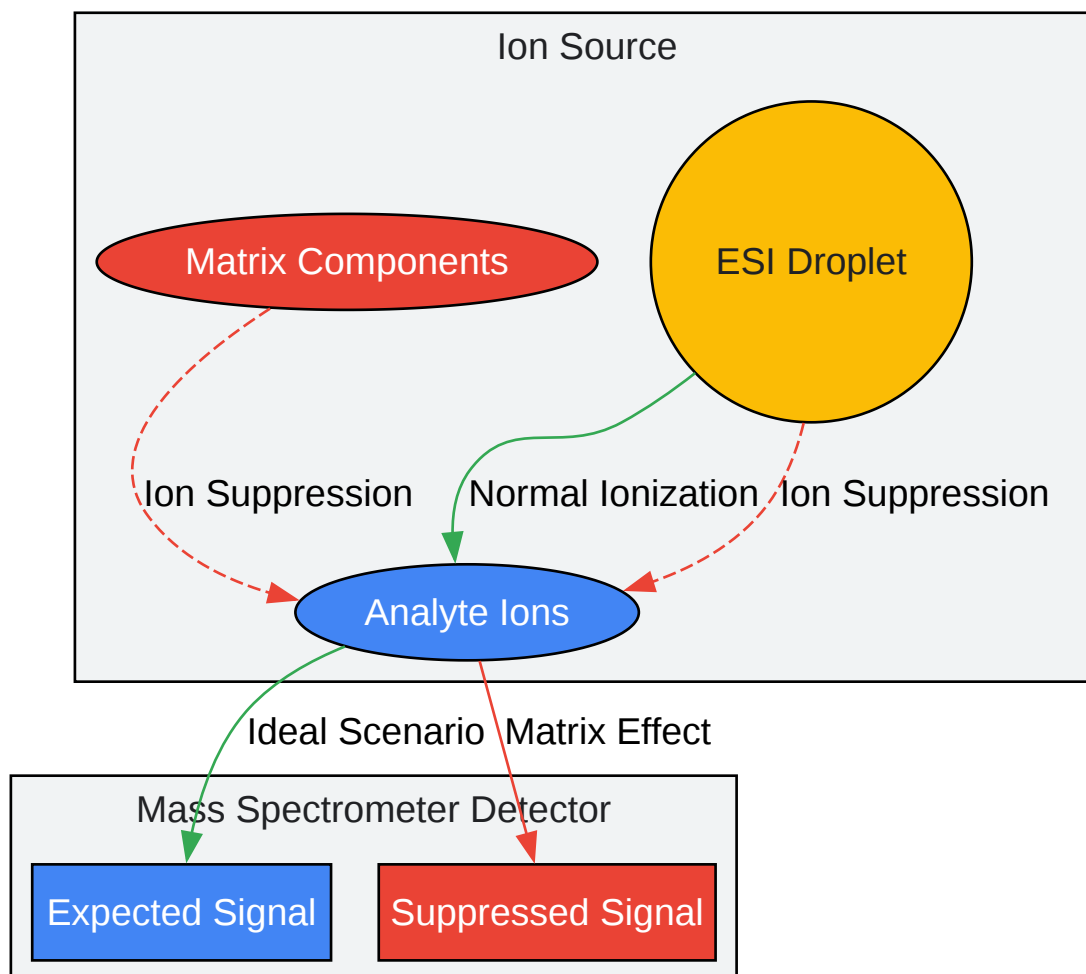 Ion Source
Matrix Components
ESI Droplet
Ion Suppression
Normal Ionization
Ion Suppression
Analyte Ions
Ideal Scenario
Matrix Effect
Mass Spectrometer Detector
Expected Signal
Suppressed Signal